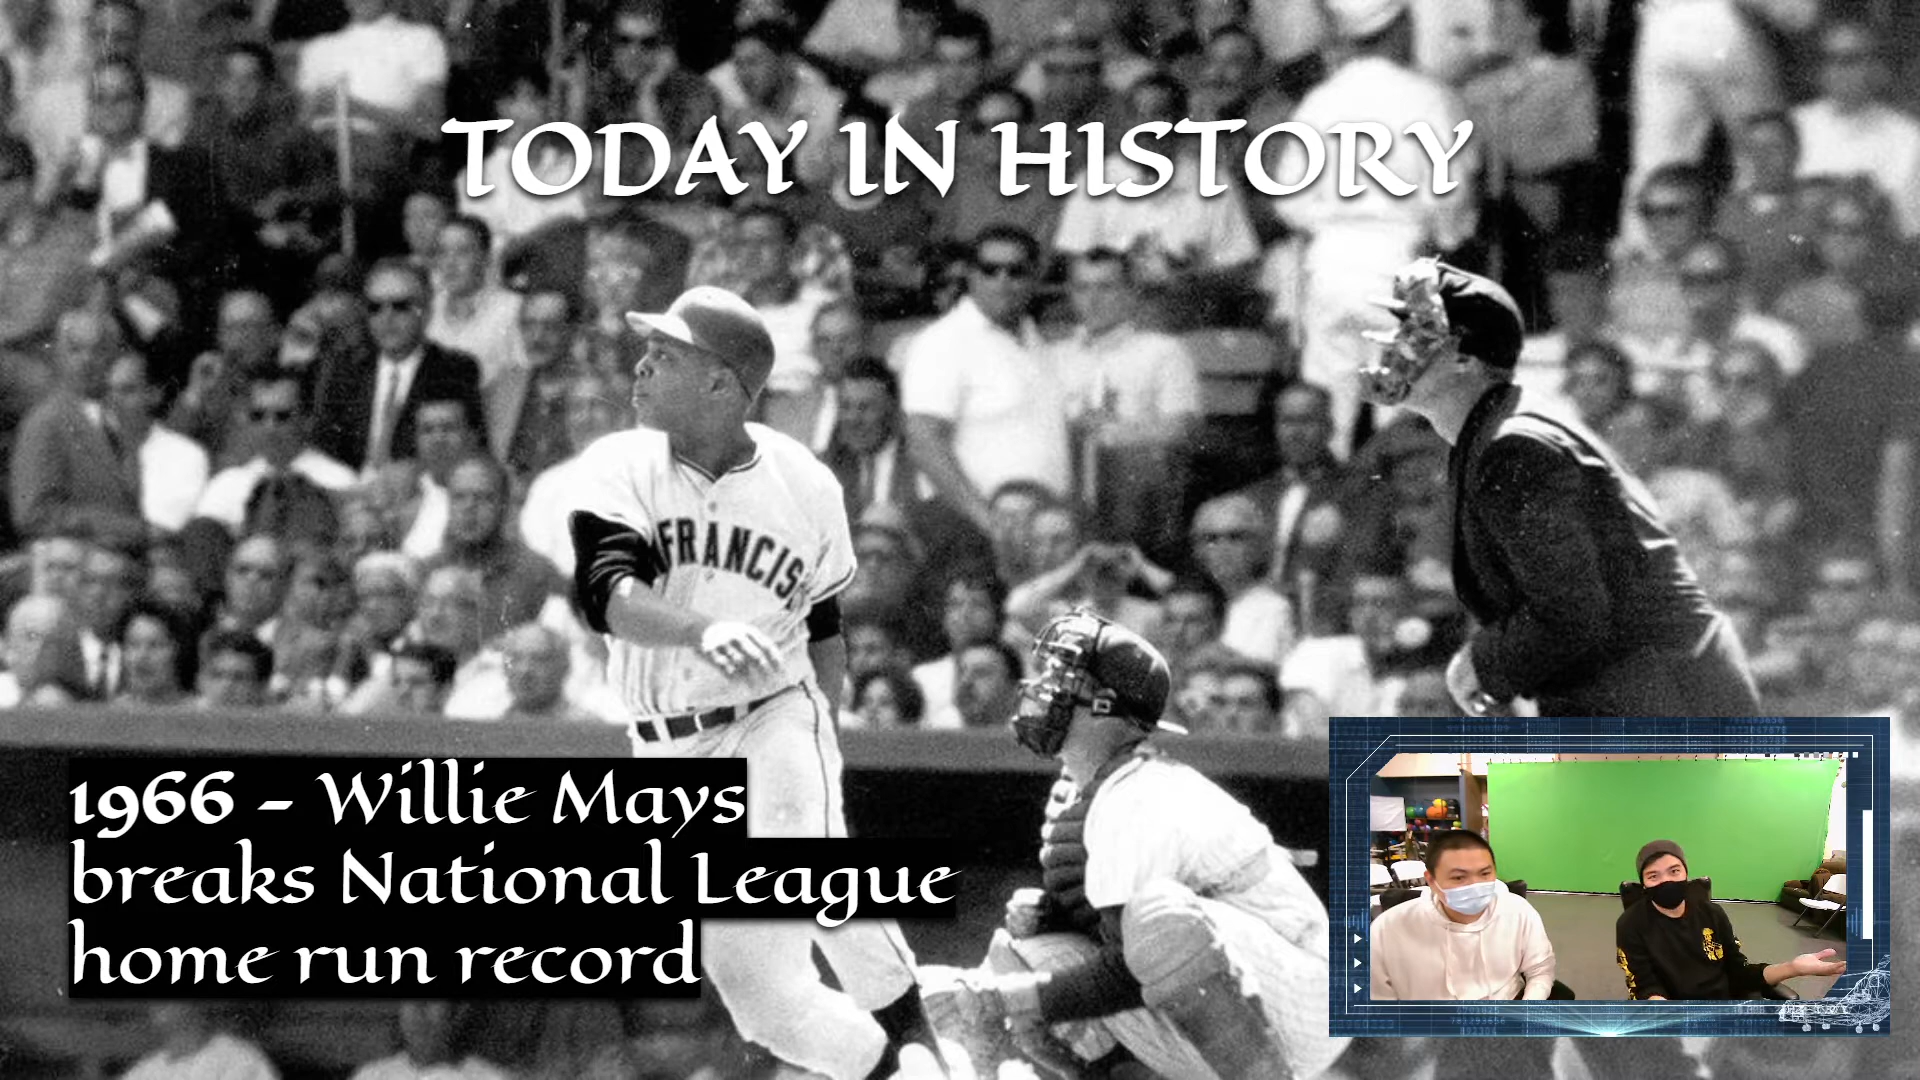 TODAY IN HISTORY
FRANCIS
1966 – Willie Mays
breaks National League
home run record